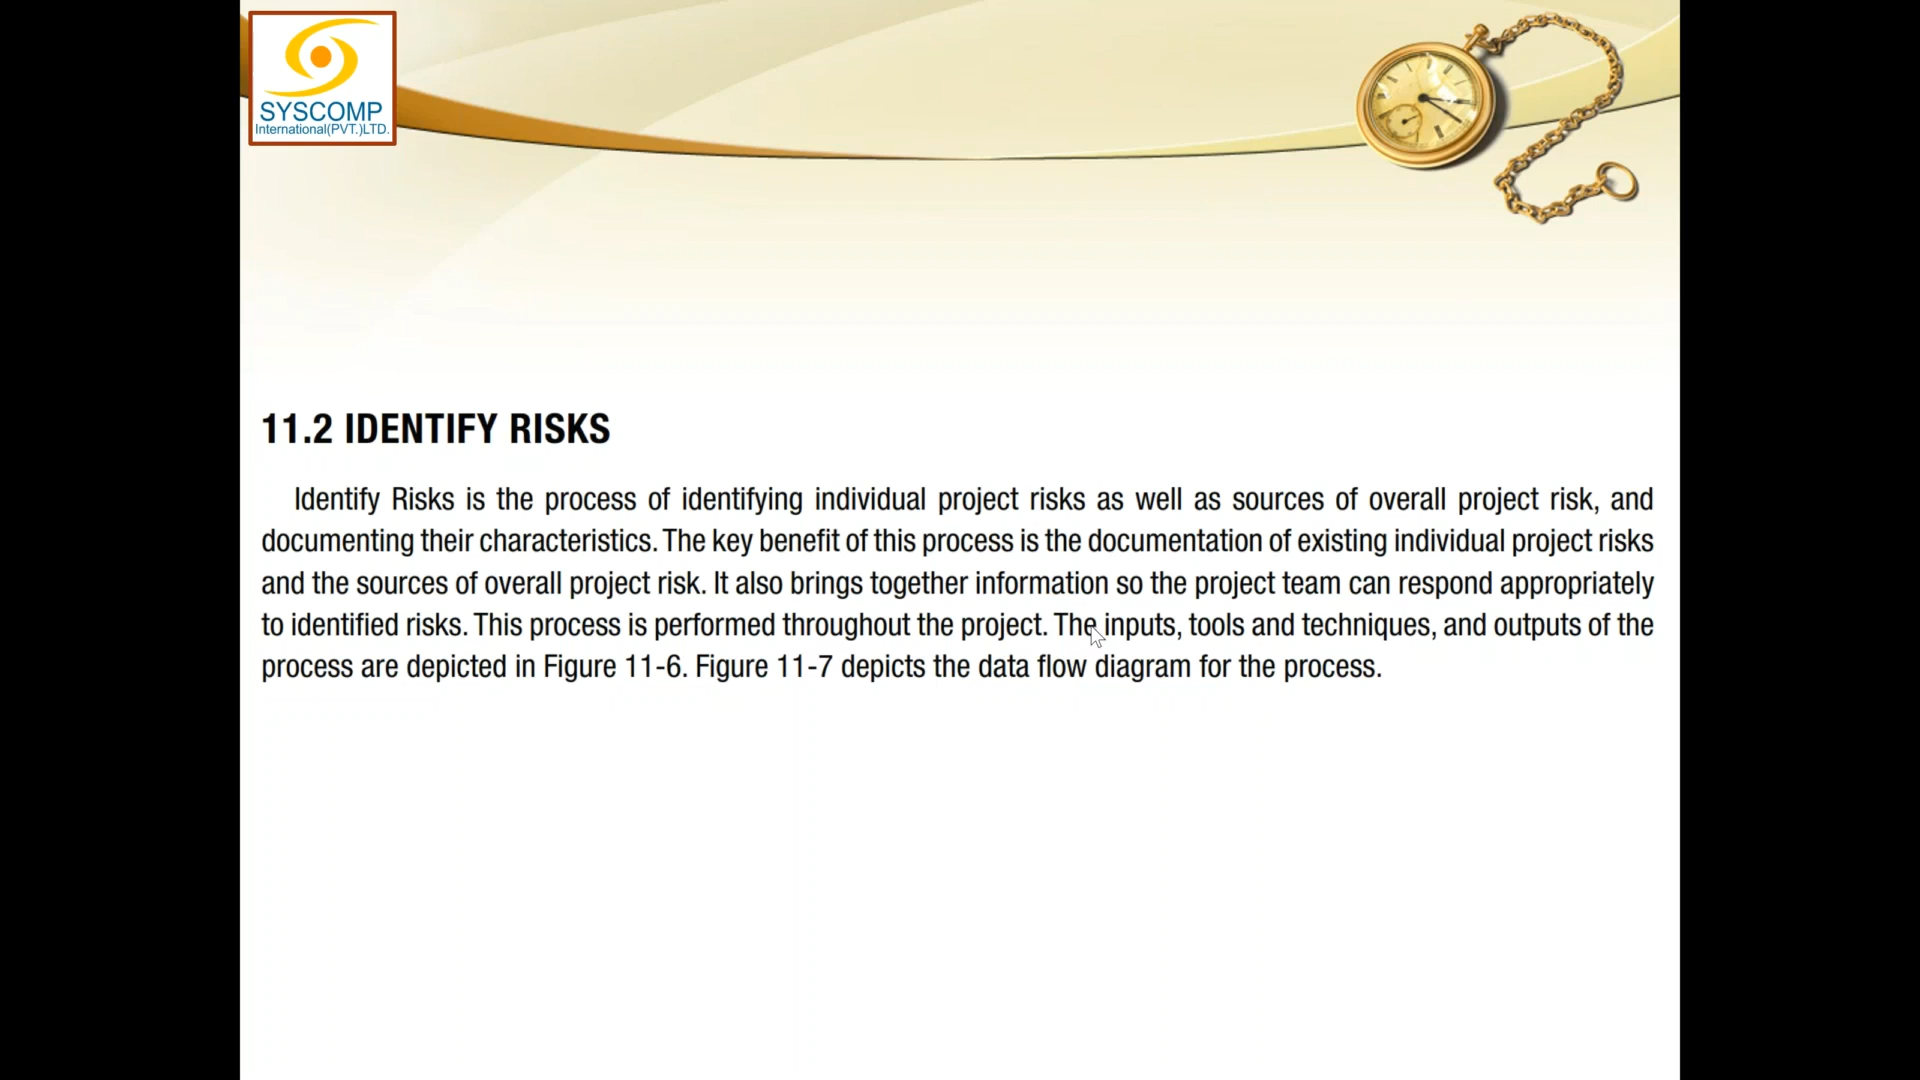 SYSCOMP
International(PVT.)LTD.
11.2 IDENTIFY RISKS
Identify Risks is the process of identifying individual project risks as well as sources of overall project risk, and
documenting their characteristics. The key benefit of this process is the documentation of existing individual project risks
and the sources of overall project risk. It also brings together information so the project team can respond appropriately
to identified risks. This process is performed throughout the project. The inputs, tools and techniques, and outputs of the
process are depicted in Figure 11-6. Figure 11-7 depicts the data flow diagram for the process.